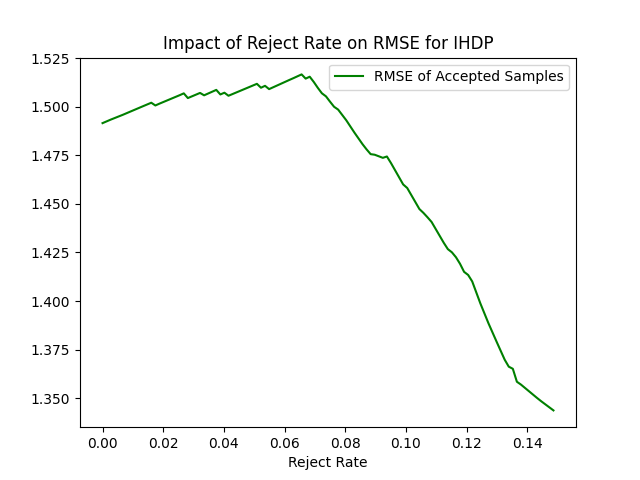 Impact of Reject Rate on RMSE for IHDP
RMSE of Accepted Samples
1.525
1.500
1.475
1.450
1.425
1.400
1.375
1.350
0.00 0.02 0.04 0.06 0.08 0.10 0.12 0.14
Reject Rate